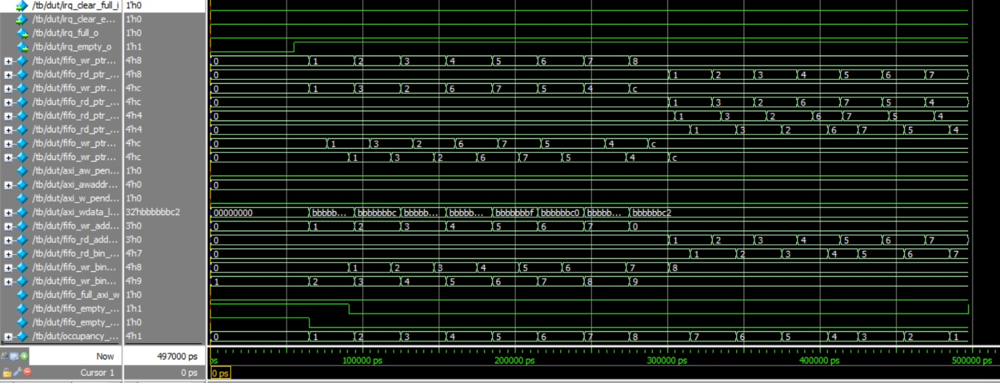 /tb/dut/irq_clear_full_i 1'h0
/tb/dut/irq_clear_e... 1'h0
/tb/dut/irq_full_o 1'h0
/tb/dut/irq_empty_o 1'h1
/tb/dut/fifo_wr_ptr... 4'h8 0 1 2 3 4 5 6 7 8
/tb/dut/fifo_rd_ptr_... 4'h8 0 1 2 3 4 5 6 7
/tb/dut/fifo_wr_ptr... 4'hc 0 1 3 2 6 7 5 4 c
/tb/dut/fifo_rd_ptr_... 4'hc 0 1 3 2 6 7 5 4
/tb/dut/fifo_rd_ptr_... 4'h4 0 1 3 2 6 7 5 4
/tb/dut/fifo_rd_ptr_... 4'h4 0 1 3 2 6 7 5 4
/tb/dut/fifo_wr_ptr... 4'hc 0 1 3 2 6 7 5 4 c
/tb/dut/fifo_wr_ptr... 4'hc 0 1 3 2 6 7 5 4 c
/tb/dut/axi_aw_pen... 1'h0
/tb/dut/axi_awaddr... 4'h0 0
/tb/dut/axi_w_pend... 1'h0
/tb/dut/axi_wdata_l... 32'hbbbbbbc2 00000000 bbbbb... bbbbbbbc bbbbb... bbbbb... bbbbbbbf bbbbbbc0 bbbbb... bbbbbbc2
/tb/dut/fifo_wr_add... 3'h0 0 1 2 3 4 5 6 7 0
/tb/dut/fifo_rd_add... 3'h0 0 1 2 3 4 5 6 7
/tb/dut/fifo_rd_bin_... 4'h7 0 1 2 3 4 5 6 7
/tb/dut/fifo_wr_bin... 4'h8 0 1 2 3 4 5 6 7 8
/tb/dut/fifo_wr_bin... 4'h9 1 2 3 4 5 6 7 8 9
/tb/dut/fifo_full_axi_w 1'h0
/tb/dut/fifo_empty_... 1'h1
/tb/dut/fifo_empty_... 1'h0
/tb/dut/occupancy_... 4'h1 0 1 2 3 4 5 6 7 8 7 6 5 4 3 2 1
Now 497000 ps ps 100000 ps 200000 ps 300000 ps 400000 ps 500000 ps
Cursor 1 0 ps 0 ps